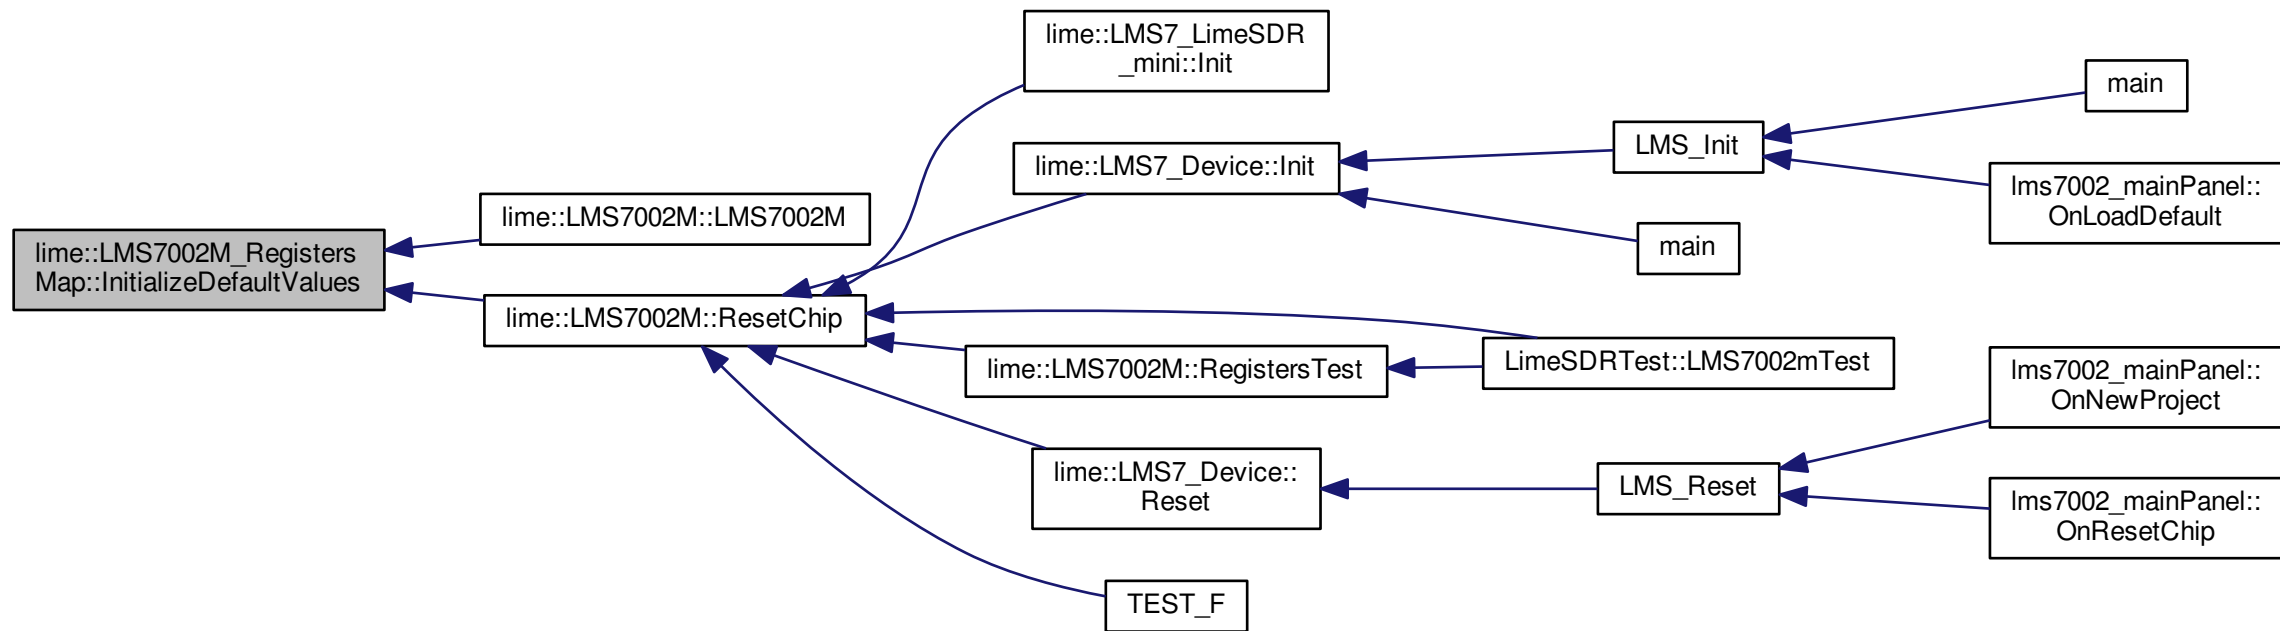 lime::LMS7_LimeSDR
_mini::Init
main
LMS_Init
lime::LMS7_Device::Init
lms7002_mainPanel::
OnLoadDefault
lime::LMS7002M::LMS7002M
main
lime::LMS7002M_Registers
Map::InitializeDefaultValues
lime::LMS7002M::ResetChip
LimeSDRTest::LMS7002mTest
lime::LMS7002M::RegistersTest
lms7002_mainPanel::
OnNewProject
lime::LMS7_Device::
Reset
LMS_Reset
lms7002_mainPanel::
OnResetChip
TEST_F